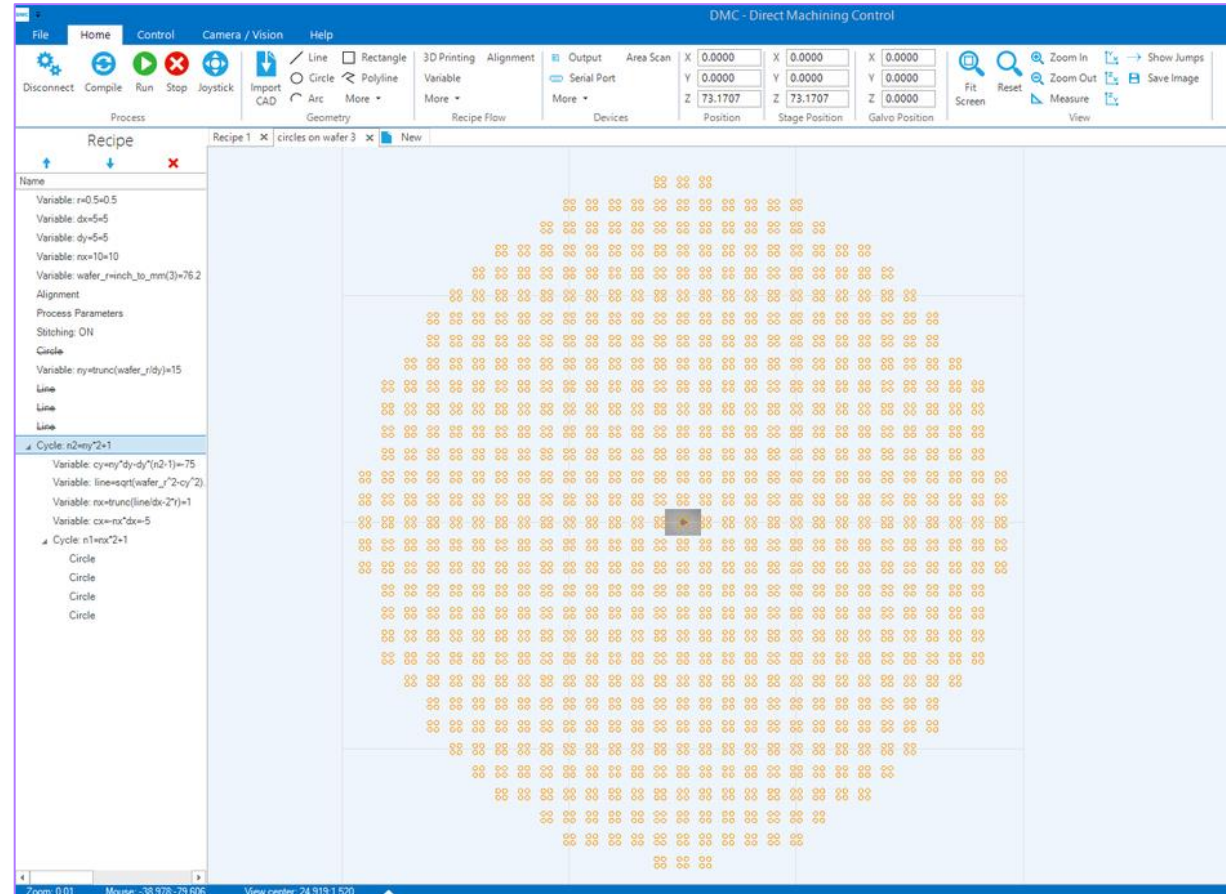 DMC
DMC - Direct Machining Control
File Home Control Camera / Vision Help
Disconnect Compile Run Stop Joystick
Process
Import CAD
Line Rectangle
Circle Polyline
Arc More
Geometry
3D Printing Alignment
Variable
More
Recipe Flow
Output Area Scan
Serial Port
More
Devices
X 0.0000
Y 0.0000
Z 73.1707
Position
X 0.0000
Y 0.0000
Z 73.1707
Stage Position
X 0.0000
Y 0.0000
Z 0.0000
Galvo Position
Fit Screen
Reset
Zoom In
Zoom Out
Measure
Show Jumps
Save Image
View
Recipe
Recipe 1 circles on wafer 3 New
Name
Variable: r=0.5=0.5
Variable: dx=5=5
Variable: dy=5=5
Variable: nx=10=10
Variable: wafer_r=inch_to_mm(3)=76.2
Alignment
Process Parameters
Stitching: ON
Circle
Variable: ny=trunc(wafer_r/dy)=15
Line
Line
Line
Cycle: n2=ny*2+1
Variable: cy=ny*dy-dy*(n2-1)=-75
Variable: line=sqrt(wafer_r^2-cy^2).
Variable: nx=trunc(line/dx-2*r)=1
Variable: cx=-nx*dx=-5
Cycle: n1=nx*2+1
Circle
Circle
Circle
Circle
Zoom: 0.01 Mouse: -38.978;-79.606 View center: 24.919;1.520